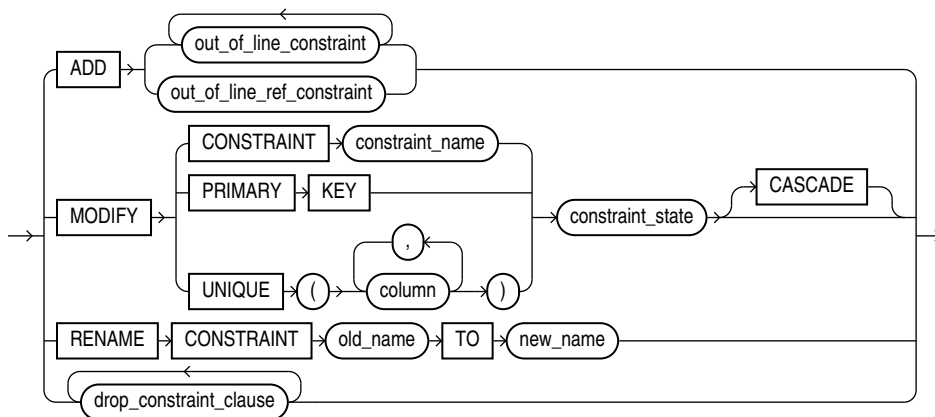 out_of_line_constraint
ADD
out_of_line_ref_constraint
CONSTRAINT constraint_name
PRIMARY KEY
CASCADE
MODIFY
constraint_state
,
UNIQUE ( column )
RENAME CONSTRAINT old_name TO new_name
drop_constraint_clause